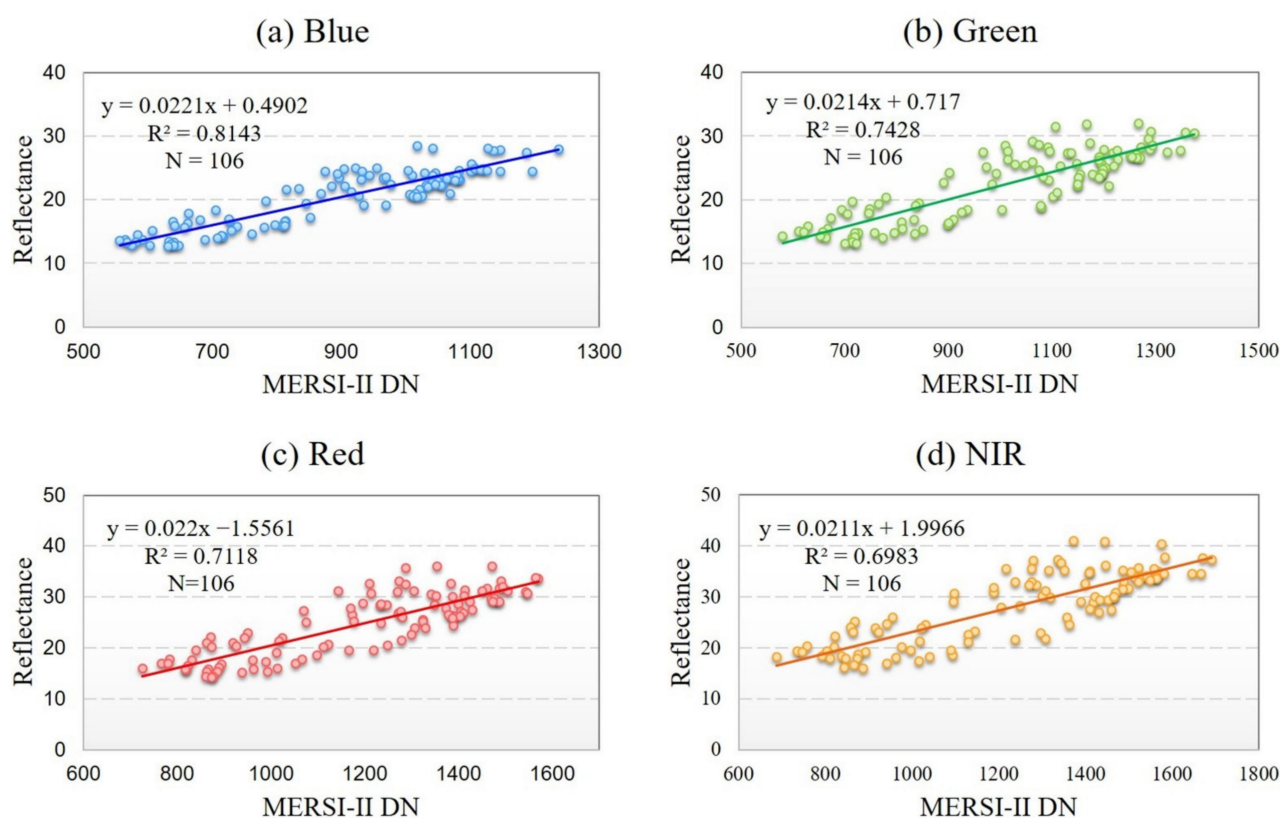 (a) Blue
40
30
20
10
0
Reflectance
y = 0.0221x + 0.4902
R² = 0.8143
N = 106
500 700 900 1100 1300
MERSI-II DN
(b) Green
40
30
20
10
0
Reflectance
y = 0.0214x + 0.717
R² = 0.7428
N = 106
500 700 900 1100 1300 1500
MERSI-II DN
(c) Red
50
40
30
20
10
0
Reflectance
y = 0.022x −1.5561
R² = 0.7118
N=106
600 800 1000 1200 1400 1600
MERSI-II DN
(d) NIR
50
40
30
20
10
0
Reflectance
y = 0.0211x + 1.9966
R² = 0.6983
N = 106
600 800 1000 1200 1400 1600 1800
MERSI-II DN